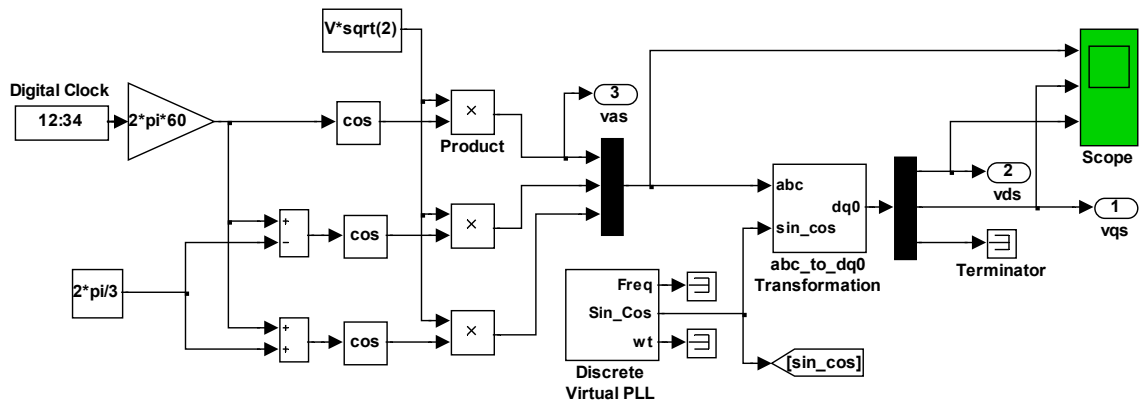 V*sqrt(2)
Digital Clock
12:34
2*pi*60
cos
×
Product
3
vas
Scope
+
−
cos
×
abc
sin_cos
dq0
abc_to_dq0
Transformation
2
vds
1
vqs
Terminator
2*pi/3
+
+
cos
×
Freq
Sin_Cos
wt
Discrete
Virtual PLL
[sin_cos]